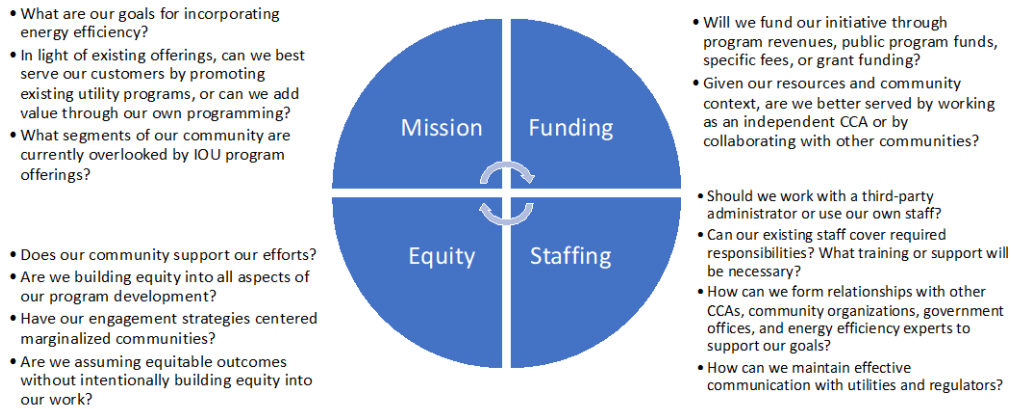 • What are our goals for incorporating
energy efficiency?
• In light of existing offerings, can we best
serve our customers by promoting
existing utility programs, or can we add
value through our own programming?
• What segments of our community are
currently overlooked by IOU program
offerings?
Mission
Funding
• Will we fund our initiative through
program revenues, public program funds,
specific fees, or grant funding?
• Given our resources and community
context, are we better served by working
as an independent CCA or by
collaborating with other communities?
• Does our community support our efforts?
• Are we building equity into all aspects of
our program development?
• Have our engagement strategies centered
marginalized communities?
• Are we assuming equitable outcomes
without intentionally building equity into
our work?
Equity
Staffing
• Should we work with a third-party
administrator or use our own staff?
• Can our existing staff cover required
responsibilities? What training or support will
be necessary?
• How can we form relationships with other
CCAs, community organizations, government
offices, and energy efficiency experts to
support our goals?
• How can we maintain effective
communication with utilities and regulators?